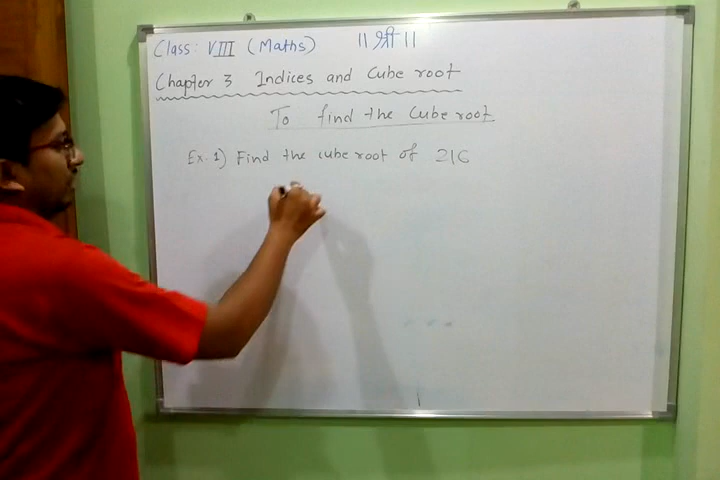 Class: VIII (Maths) ॥ श्री ॥
Chapter 3 Indices and Cube root
To find the Cube root
Ex. 1) Find the cube root of 216